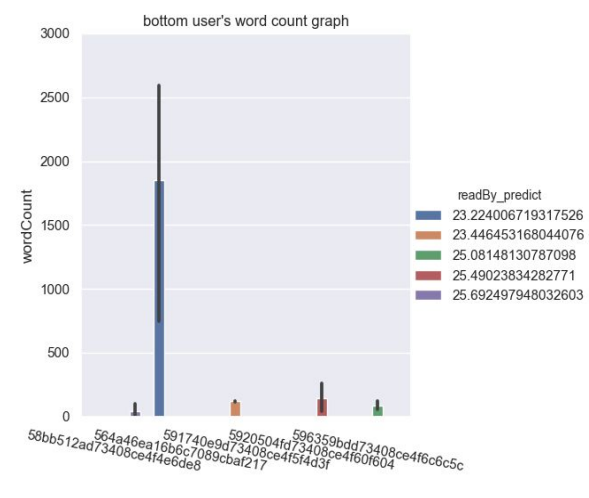 bottom user's word count graph
3000
2500
2000
1500
1000
500
0
wordCount
58bb512ad73408ce4f4e6de8
564a46ea16b6c7089cbaf217
591740e9d73408ce4f5f4d3f
5920504fd73408ce4f60f604
596359bdd73408ce4f6c6c5c
readBy_predict
23.224006719317526
23.446453168044076
25.08148130787098
25.49023834282771
25.692497948032603